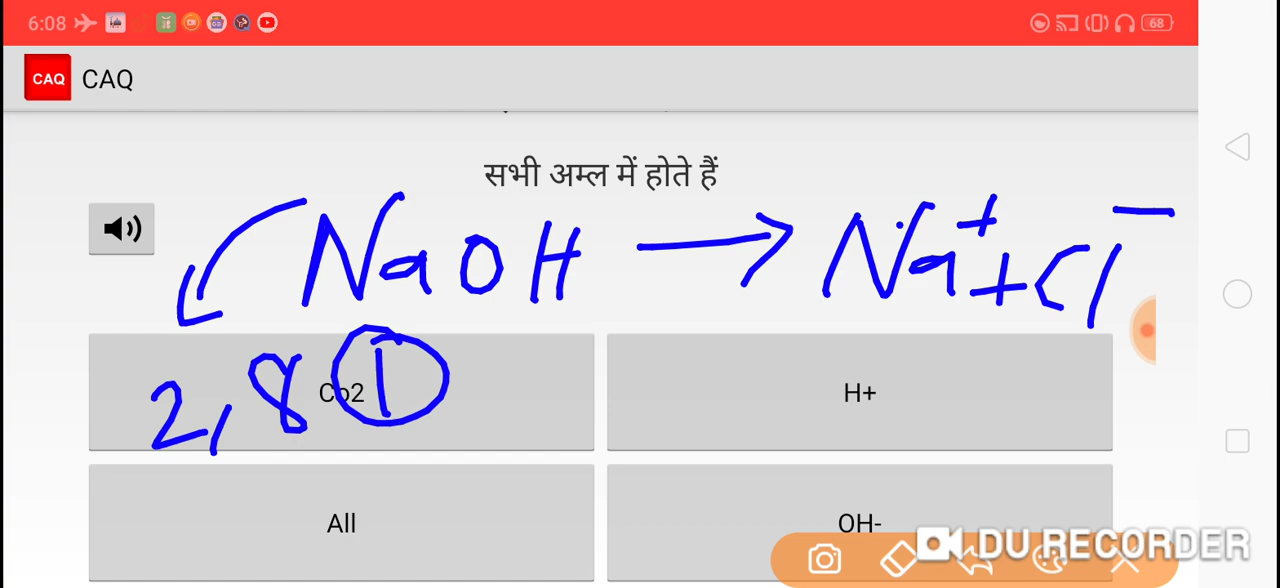 6:08 68
CAQ CAQ
सभी अम्ल में होते हैं
NaOH → Na⁺ + Cl⁻
2, 8 1
Co2 H+
All OH-
DU RECORDER